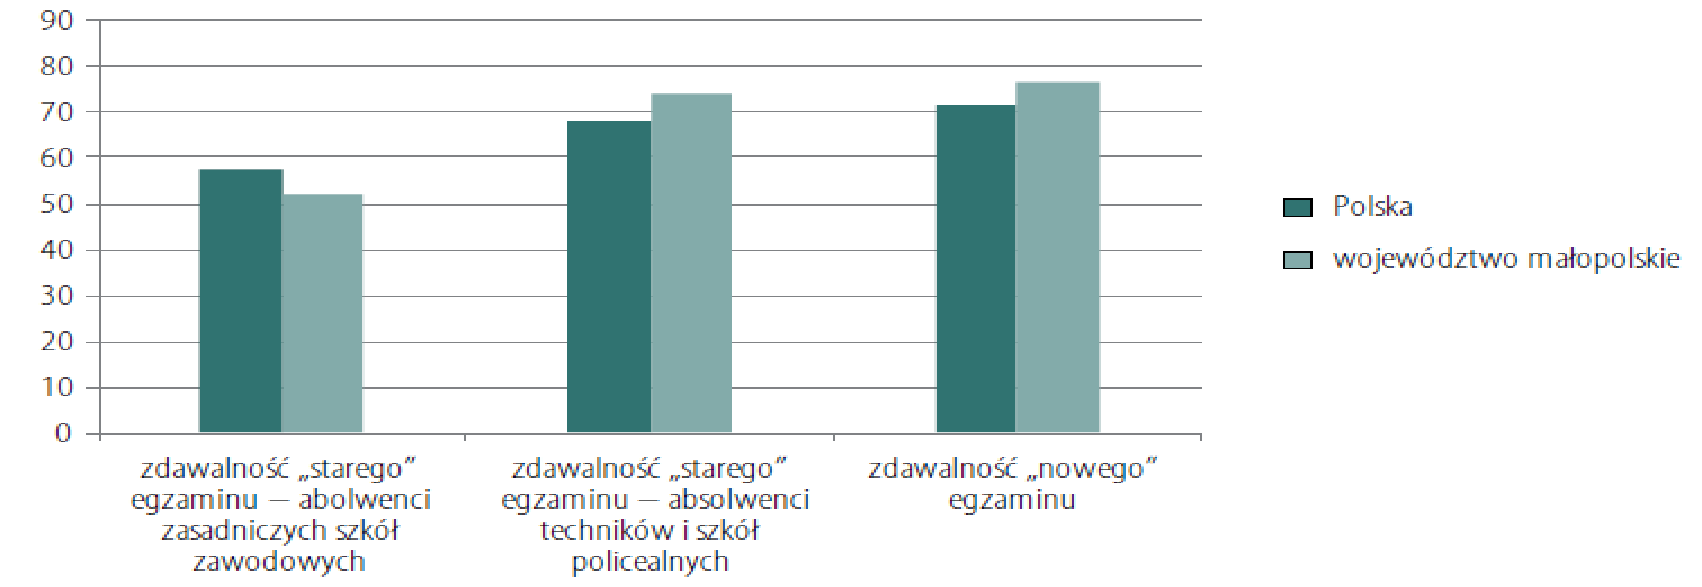 90
80
70
60
50
40
30
20
10
0
zdawalność „starego”
egzaminu — abolwenci
zasadniczych szkół
zawodowych
zdawalność „starego”
egzaminu — absolwenci
techników i szkół
policealnych
zdawalność „nowego”
egzaminu
Polska
województwo małopolskie